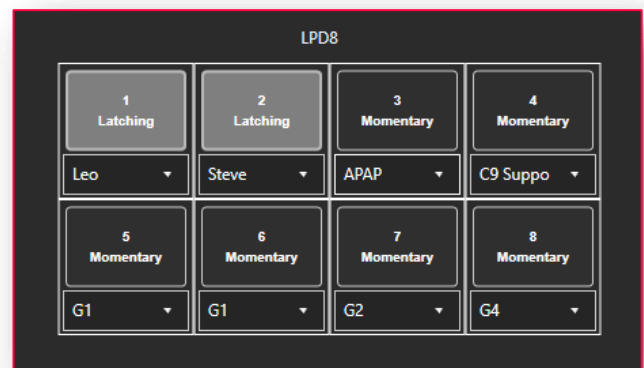 LPD8
1 2 3 4
Latching Latching Momentary Momentary
Leo Steve APAP C9 Suppo
5 6 7 8
Momentary Momentary Momentary Momentary
G1 G1 G2 G4